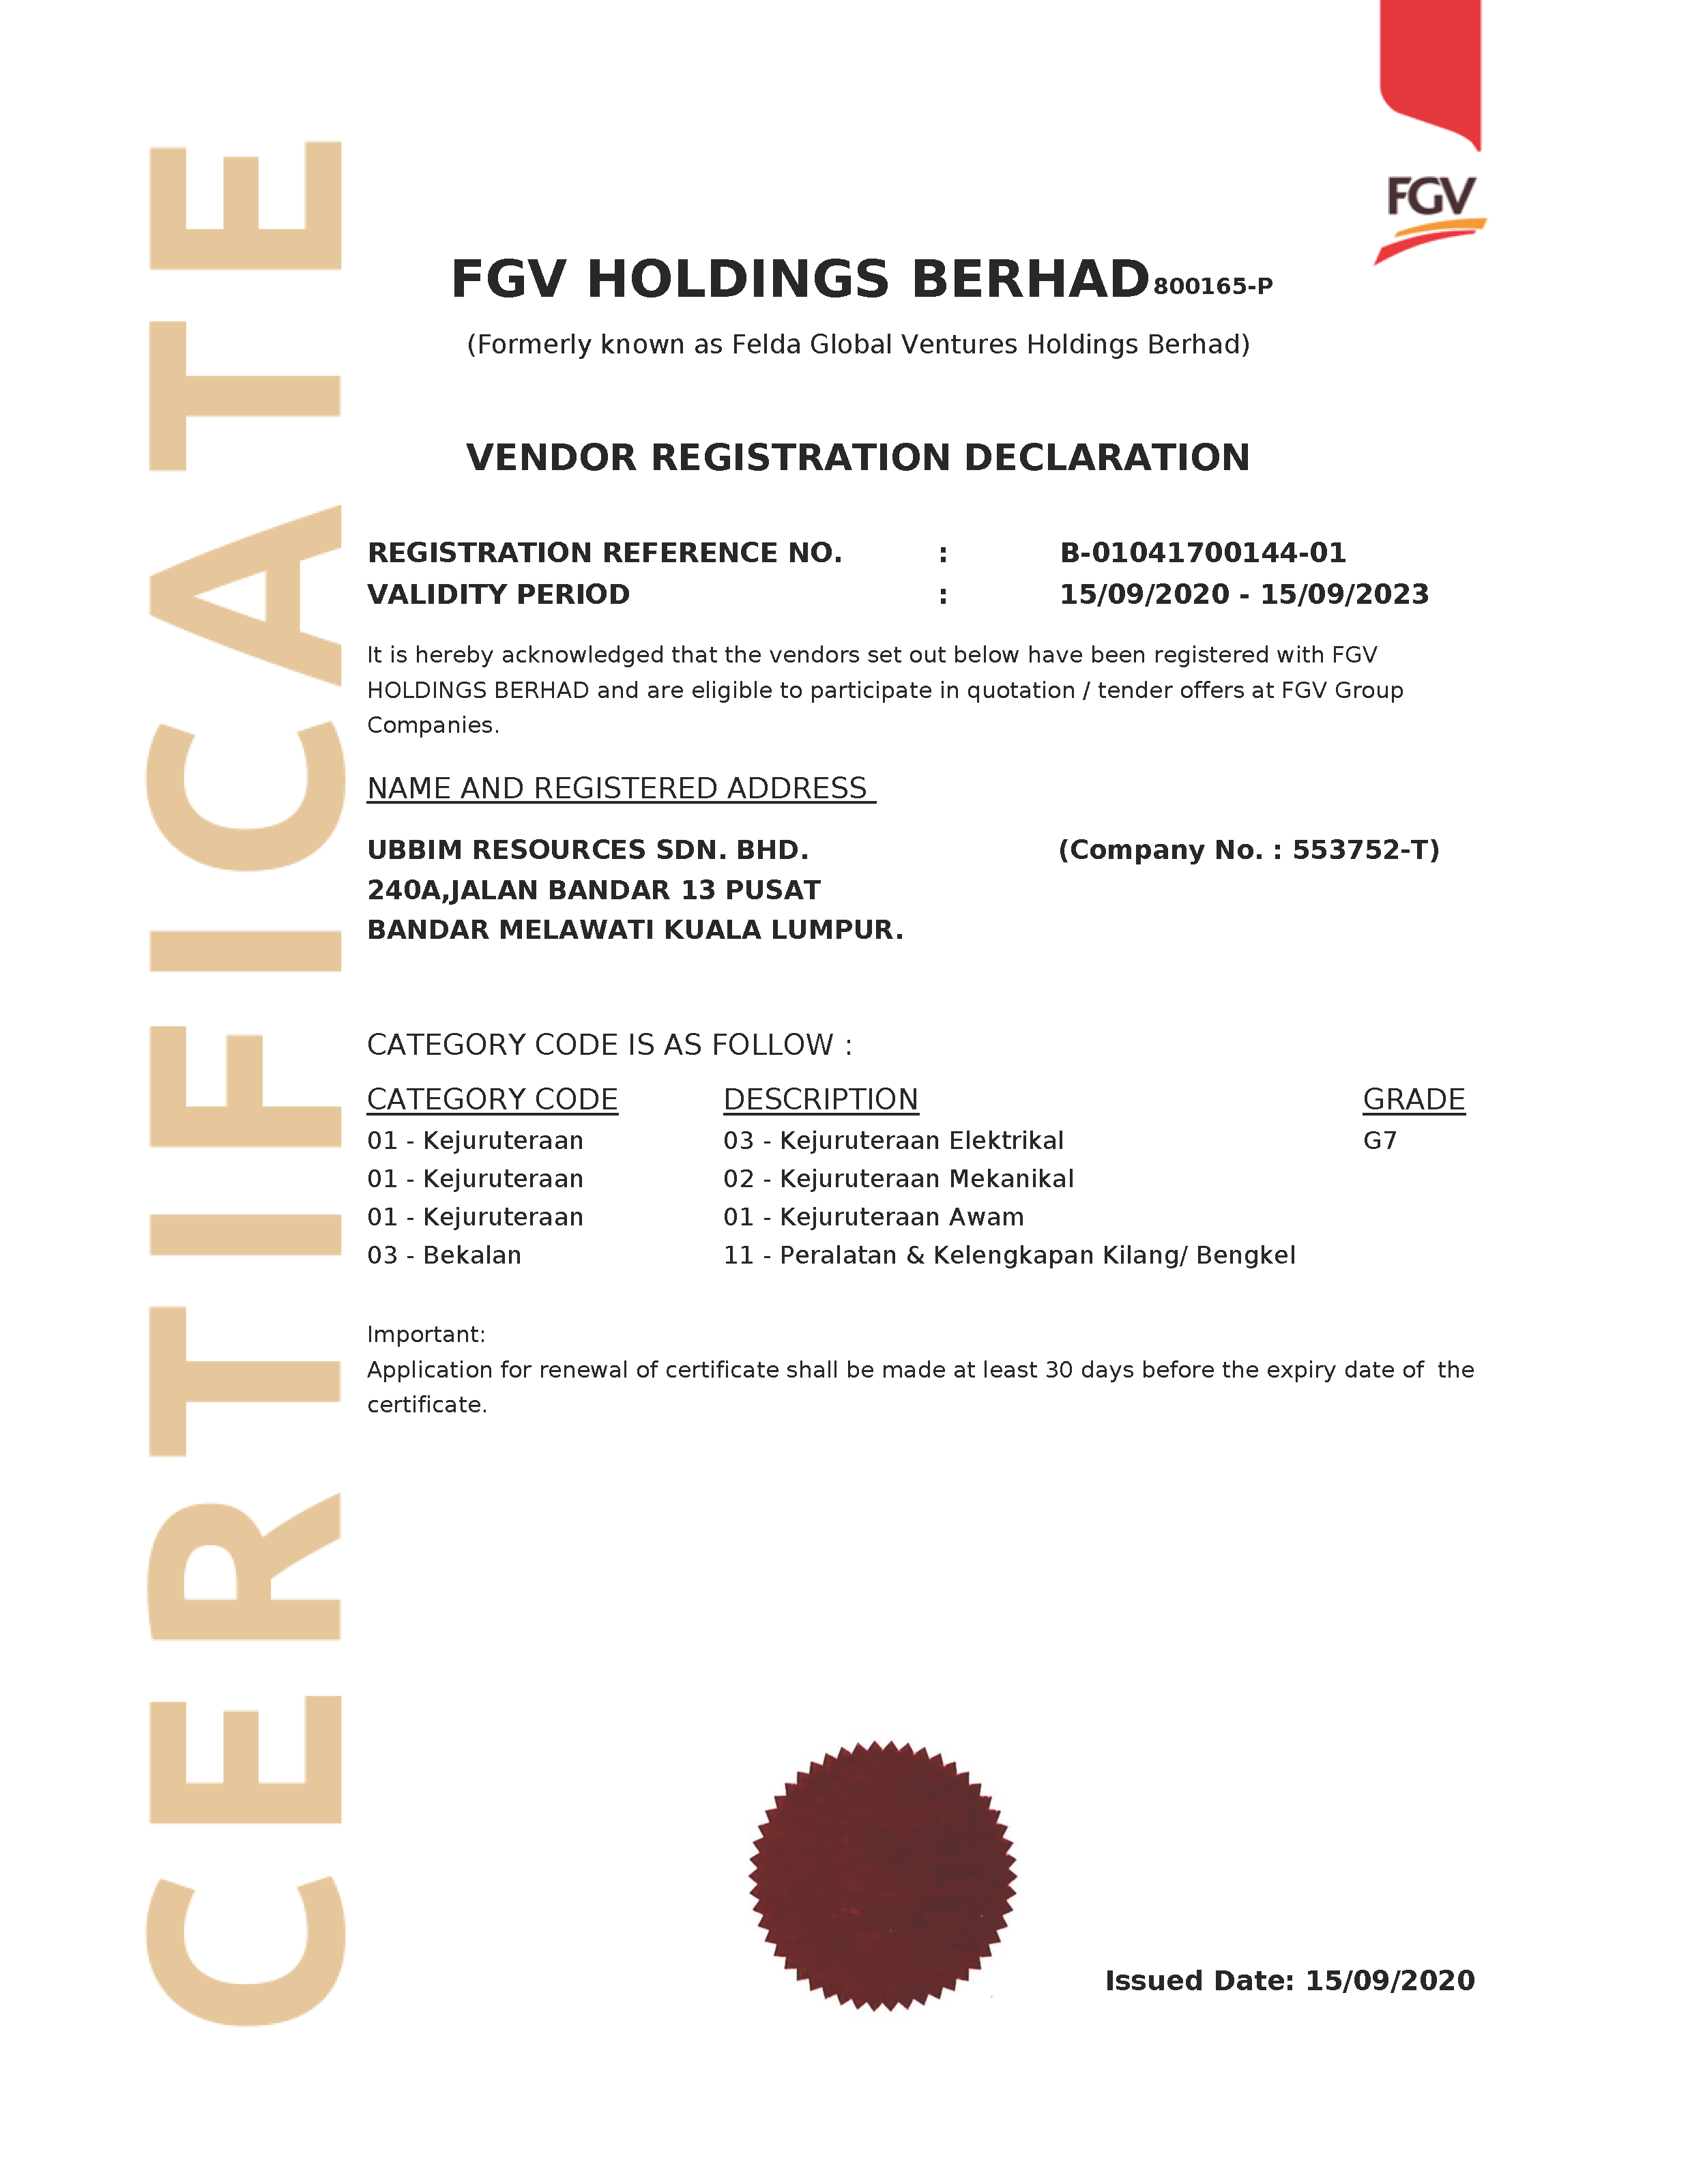 CERTIFICATE
FGV
FGV HOLDINGS BERHAD 800165-P
(Formerly known as Felda Global Ventures Holdings Berhad)
VENDOR REGISTRATION DECLARATION
REGISTRATION REFERENCE NO. : B-01041700144-01
VALIDITY PERIOD : 15/09/2020 - 15/09/2023
It is hereby acknowledged that the vendors set out below have been registered with FGV
HOLDINGS BERHAD and are eligible to participate in quotation / tender offers at FGV Group
Companies.
NAME AND REGISTERED ADDRESS
UBBIM RESOURCES SDN. BHD. (Company No. : 553752-T)
240A,JALAN BANDAR 13 PUSAT
BANDAR MELAWATI KUALA LUMPUR.
CATEGORY CODE IS AS FOLLOW :
CATEGORY CODE DESCRIPTION GRADE
01 - Kejuruteraan 03 - Kejuruteraan Elektrikal G7
01 - Kejuruteraan 02 - Kejuruteraan Mekanikal
01 - Kejuruteraan 01 - Kejuruteraan Awam
03 - Bekalan 11 - Peralatan & Kelengkapan Kilang/ Bengkel
Important:
Application for renewal of certificate shall be made at least 30 days before the expiry date of the
certificate.
Issued Date: 15/09/2020